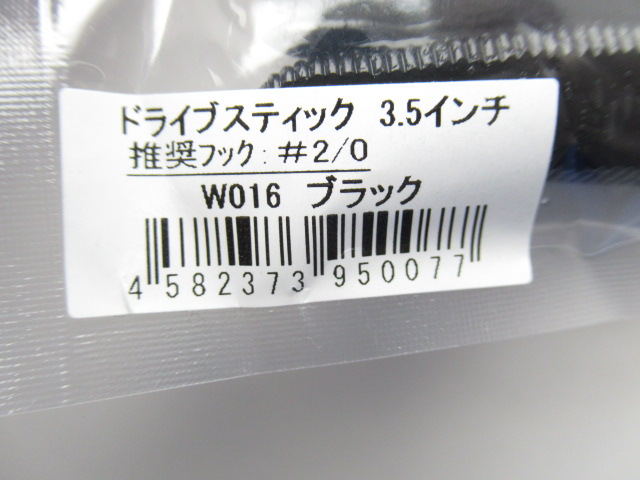 ドライブスティック 3.5インチ
推奨フック:#2/0
W016 ブラック
4 582373 950077